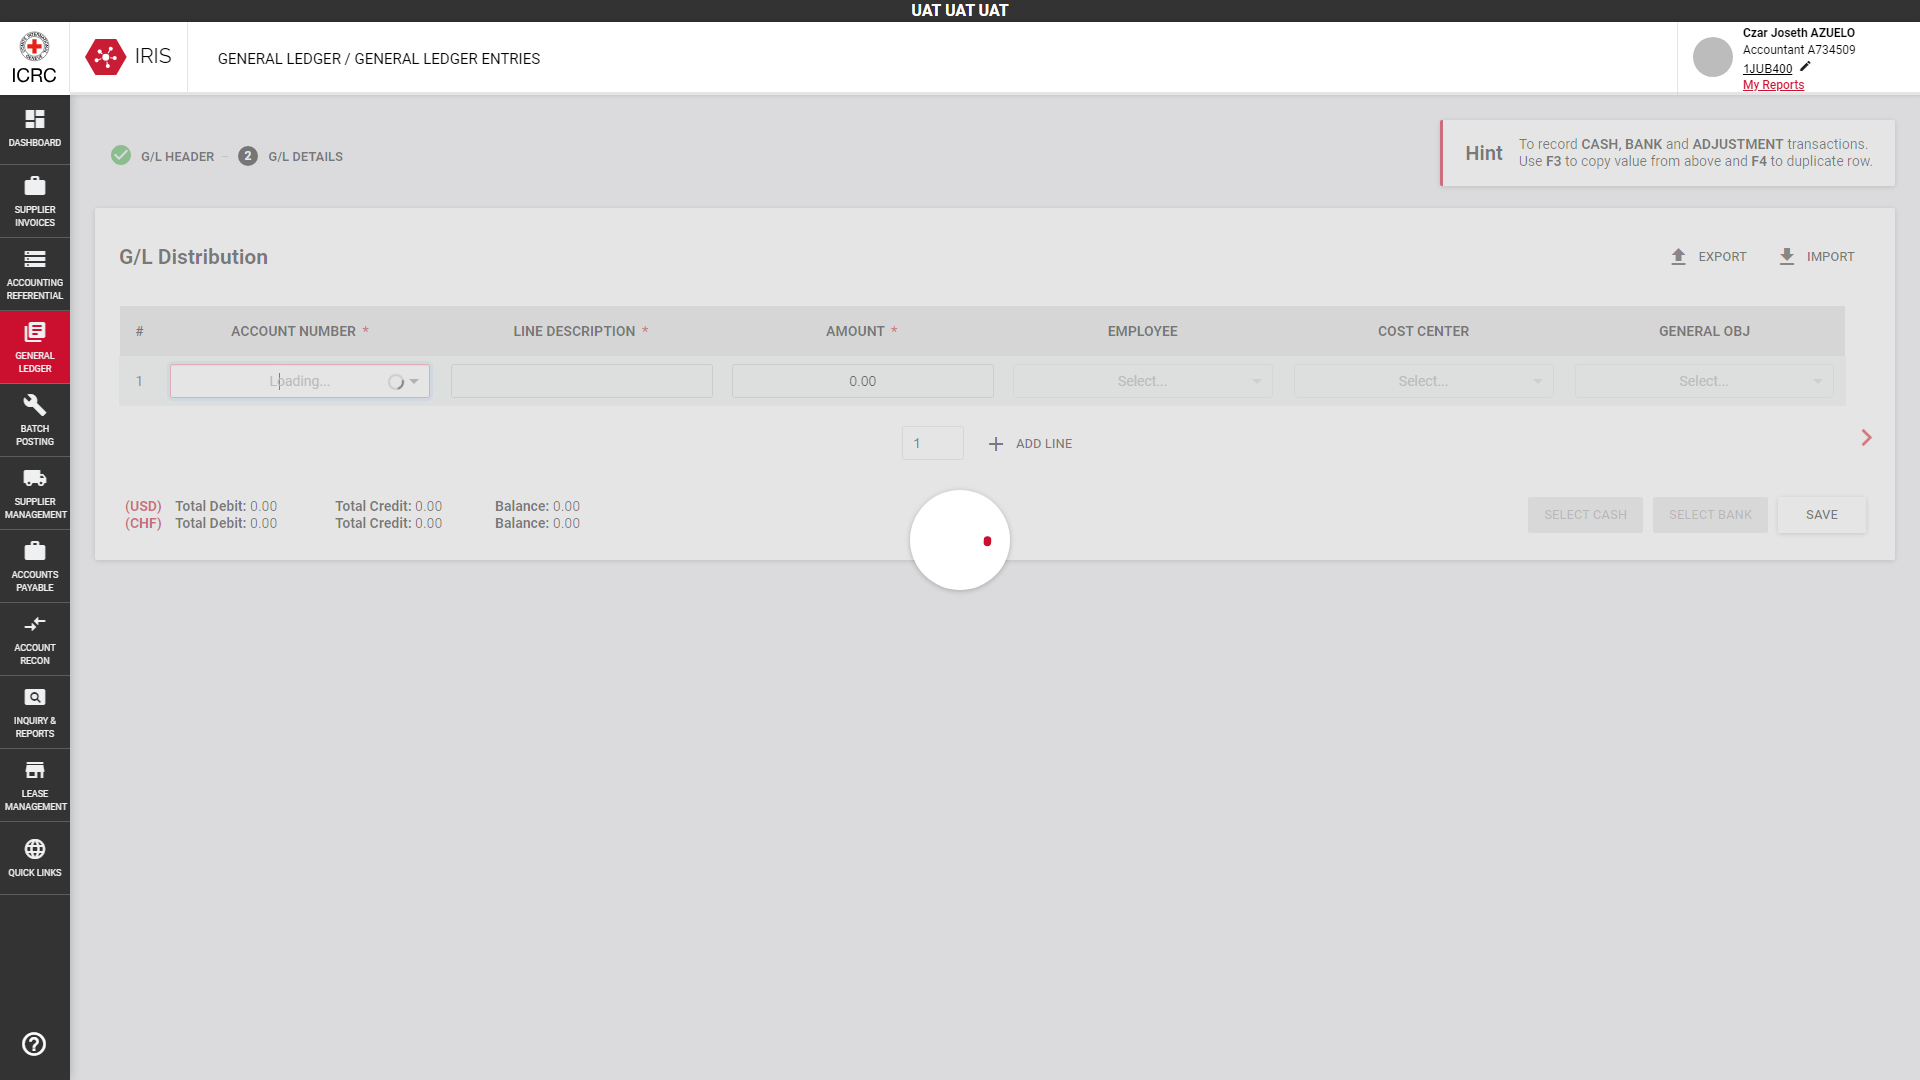 UAT UAT UAT
ICRC
IRIS
GENERAL LEDGER / GENERAL LEDGER ENTRIES
Czar Joseth AZUELO
Accountant A734509
1JUB400
My Reports
DASHBOARD
SUPPLIER
INVOICES
ACCOUNTING
REFERENTIAL
GENERAL
LEDGER
BATCH
POSTING
SUPPLIER
MANAGEMENT
ACCOUNTS
PAYABLE
ACCOUNT
RECON
INQUIRY &
REPORTS
LEASE
MANAGEMENT
QUICK LINKS
G/L HEADER
2 G/L DETAILS
Hint
To record CASH, BANK and ADJUSTMENT transactions.
Use F3 to copy value from above and F4 to duplicate row.
G/L Distribution
EXPORT IMPORT
# ACCOUNT NUMBER * LINE DESCRIPTION * AMOUNT * EMPLOYEE COST CENTER GENERAL OBJ
1 Loading... 0.00 Select... Select... Select...
1 ADD LINE
(USD) Total Debit: 0.00 Total Credit: 0.00 Balance: 0.00
(CHF) Total Debit: 0.00 Total Credit: 0.00 Balance: 0.00
SELECT CASH SELECT BANK SAVE